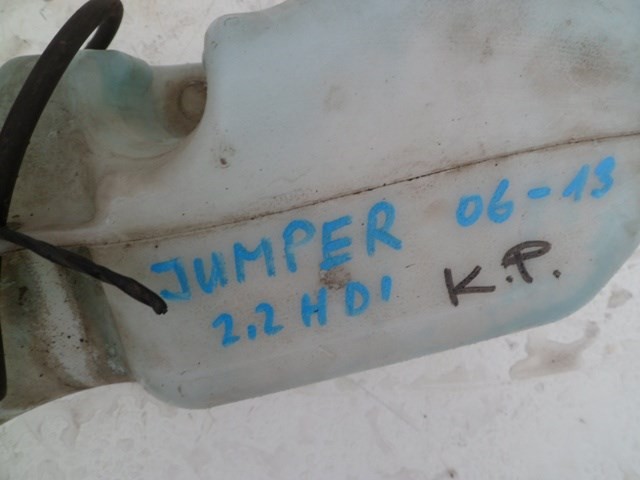 JUMPER 06-13
2.2 HDI K.P.